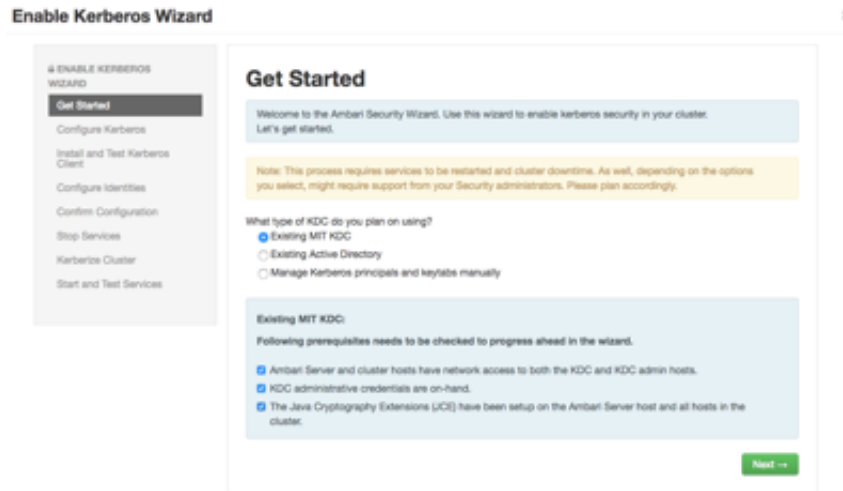 Enable Kerberos Wizard
ENABLE KERBEROS
WIZARD
Get Started
Configure Kerberos
Install and Test Kerberos
Client
Configure Identities
Confirm Configuration
Stop Services
Kerberize Cluster
Start and Test Services
Get Started
Welcome to the Ambari Security Wizard. Use this wizard to enable kerberos security in your cluster.
Let's get started.
Note: This process requires services to be restarted and cluster downtime. As well, depending on the options
you select, might require support from your Security administrators. Please plan accordingly.
What type of KDC do you plan on using?
Existing MIT KDC
Existing Active Directory
Manage Kerberos principals and keytabs manually
Existing MIT KDC:
Following prerequisites needs to be checked to progress ahead in the wizard.
Ambari Server and cluster hosts have network access to both the KDC and KDC admin hosts.
KDC administrative credentials are on-hand.
The Java Cryptography Extensions (JCE) have been setup on the Ambari Server host and all hosts in the
cluster.
Next →